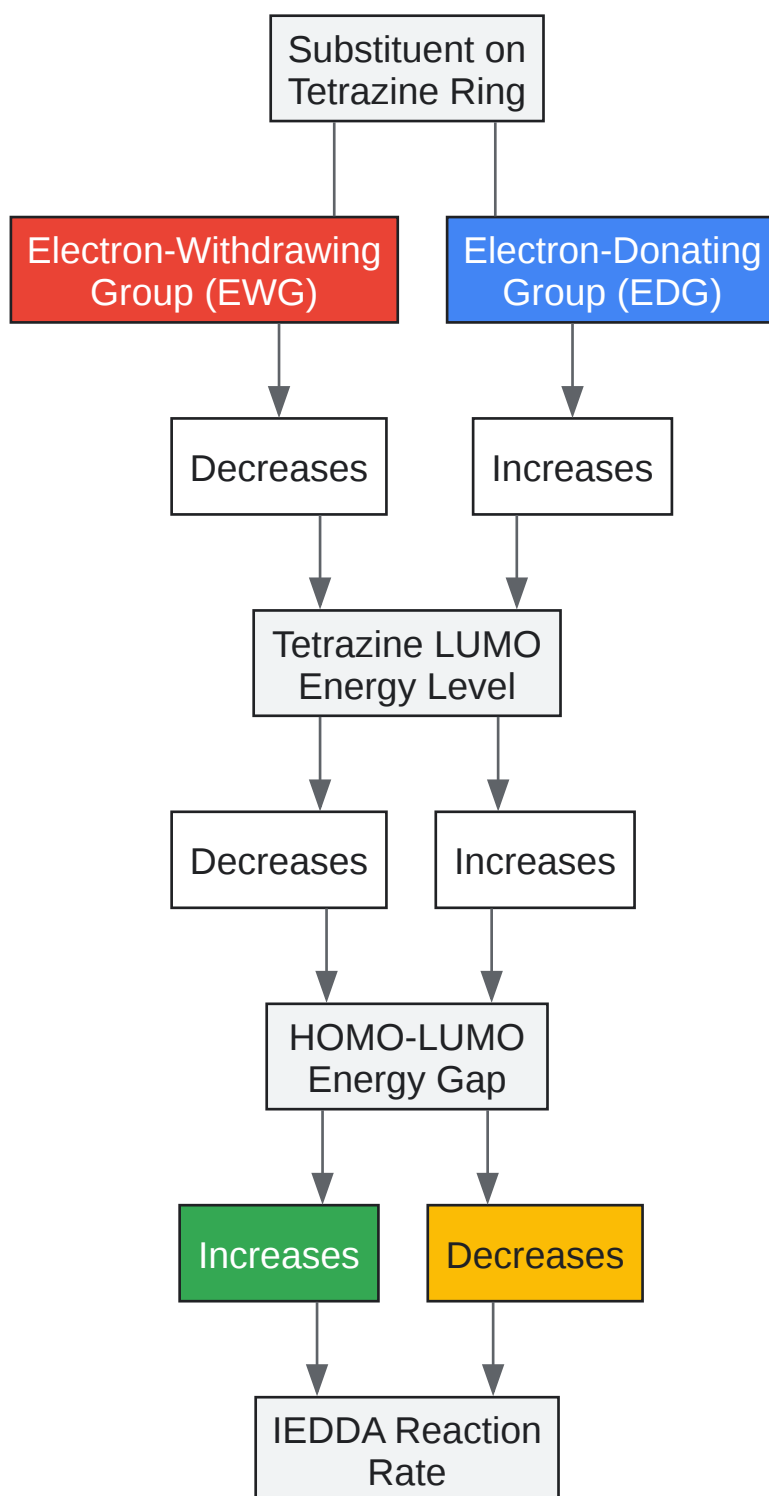 Substituent on
Tetrazine Ring
Electron-Withdrawing
Group (EWG)
Electron-Donating
Group (EDG)
Decreases
Increases
Tetrazine LUMO
Energy Level
Decreases
Increases
HOMO-LUMO
Energy Gap
Increases
Decreases
IEDDA Reaction
Rate